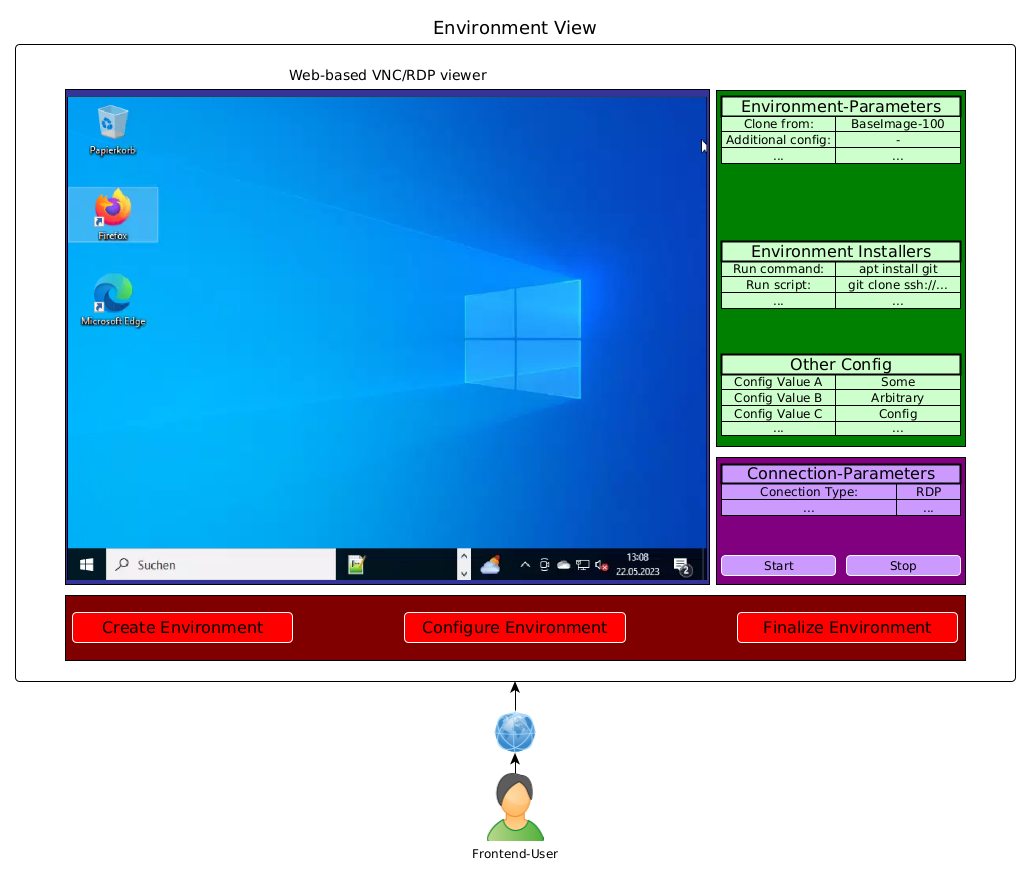 Environment View
Web-based VNC/RDP viewer
Papierkorb
Firefox
Microsoft Edge
Suchen
13:08
22.05.2023
2
Environment-Parameters
Clone from: BaseImage-100
Additional config: -
... ...
Environment Installers
Run command: apt install git
Run script: git clone ssh://...
... ...
Other Config
Config Value A Some
Config Value B Arbitrary
Config Value C Config
... ...
Connection-Parameters
Conection Type: RDP
... ...
Start Stop
Create Environment Configure Environment Finalize Environment
Frontend-User